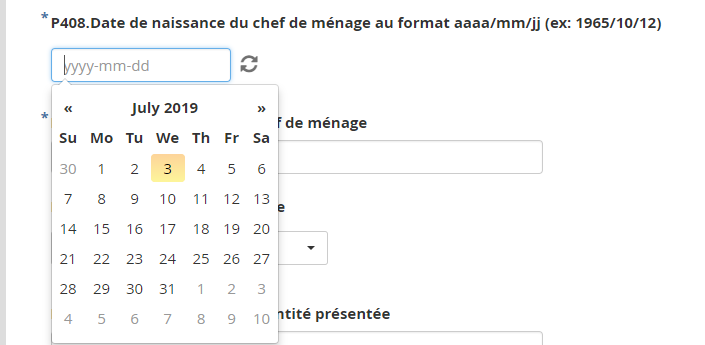 *P408.Date de naissance du chef de ménage au format aaaa/mm/jj (ex: 1965/10/12)
yyyy-mm-dd
« July 2019 »
* f de ménage
Su Mo Tu We Th Fr Sa
30 1 2 3 4 5 6
7 8 9 10 11 12 13
e
14 15 16 17 18 19 20
21 22 23 24 25 26 27
28 29 30 31 1 2 3
ntité présentée
4 5 6 7 8 9 10